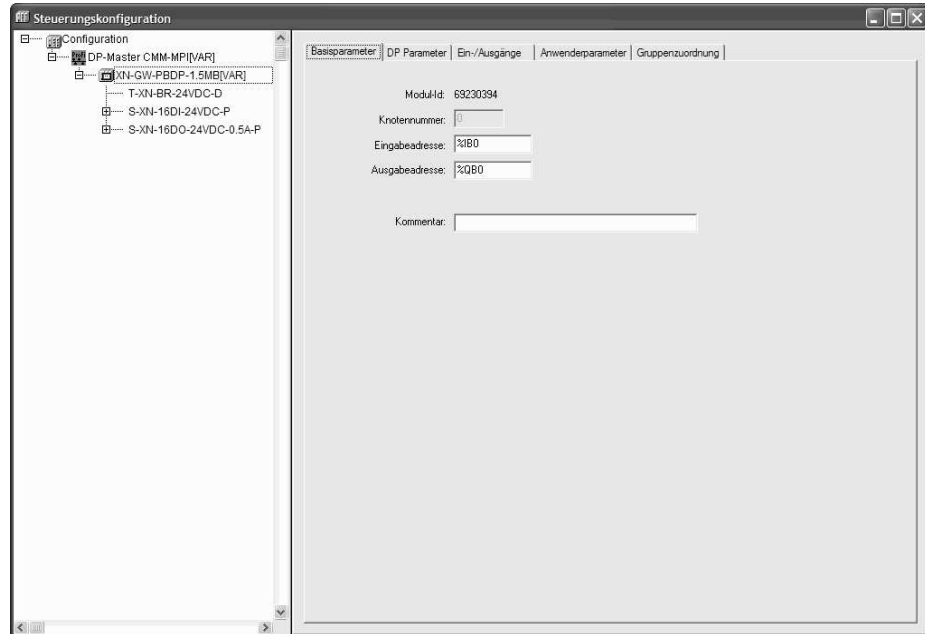 Steuerungskonfiguration
Configuration
DP-Master CMM-MPI[VAR]
XN-GW-PBDP-1.5MB[VAR]
T-XN-BR-24VDC-D
S-XN-16DI-24VDC-P
S-XN-16DO-24VDC-0.5A-P
Basisparameter DP Parameter Ein-/Ausgänge Anwenderparameter Gruppenzuordnung
Modul-Id: 69230394
Knotennummer: 0
Eingabeadresse: %IB0
Ausgabeadresse: %QB0
Kommentar: